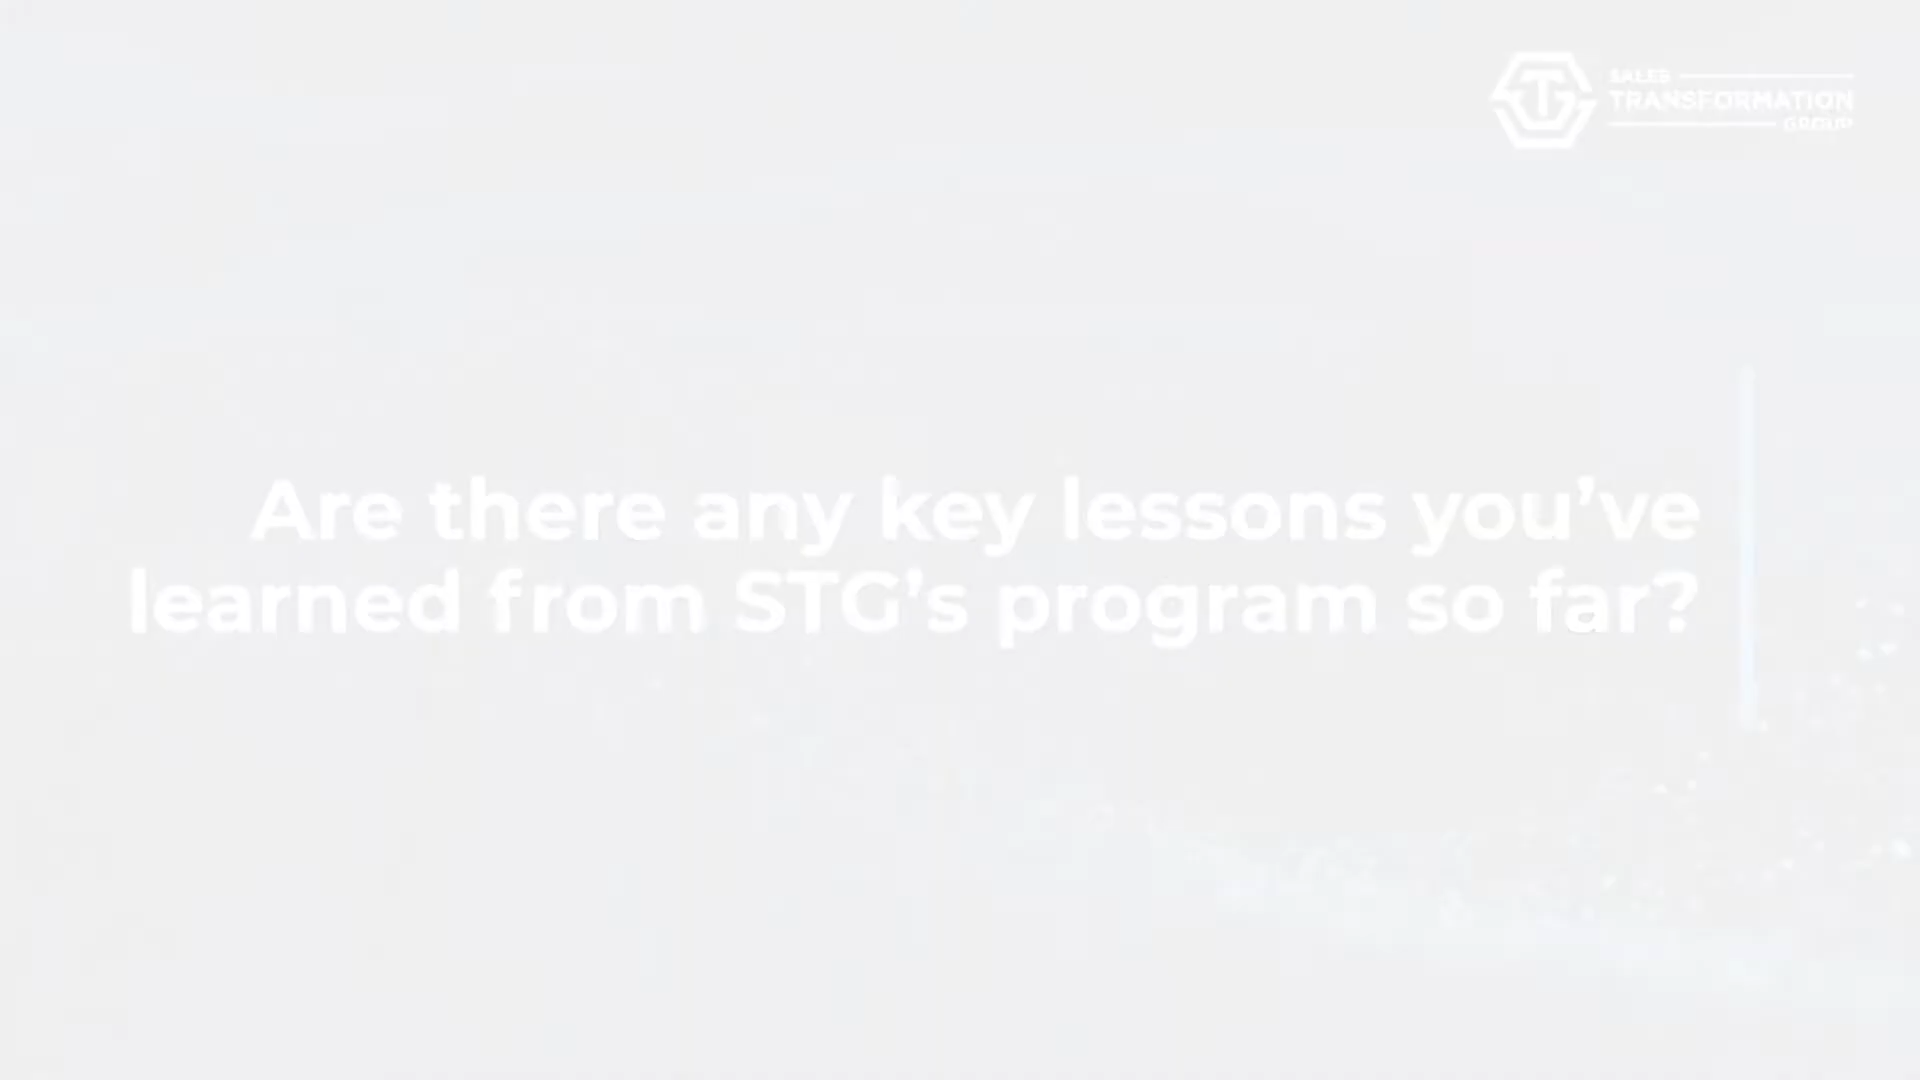 SALES
TRANSFORMATION
GROUP
Are there any key lessons you’ve
learned from STG’s program so far?